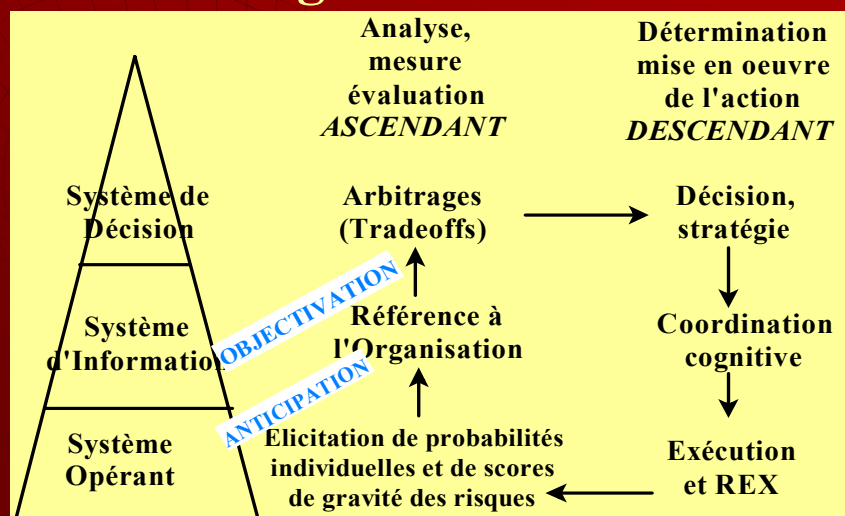 Analyse,
mesure
évaluation
ASCENDANT
Détermination
mise en oeuvre
de l'action
DESCENDANT
Système de
Décision
Arbitrages
(Tradeoffs)
Décision,
stratégie
OBJECTIVATION
Système
d'Information
Référence à
l'Organisation
Coordination
cognitive
ANTICIPATION
Système
Opérant
Elicitation de probabilités
individuelles et de scores
de gravité des risques
Exécution
et REX